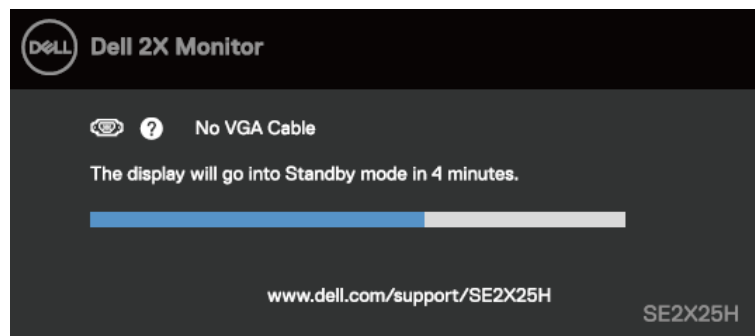 DELL Dell 2X Monitor
? No VGA Cable
The display will go into Standby mode in 4 minutes.
www.dell.com/support/SE2X25H
SE2X25H